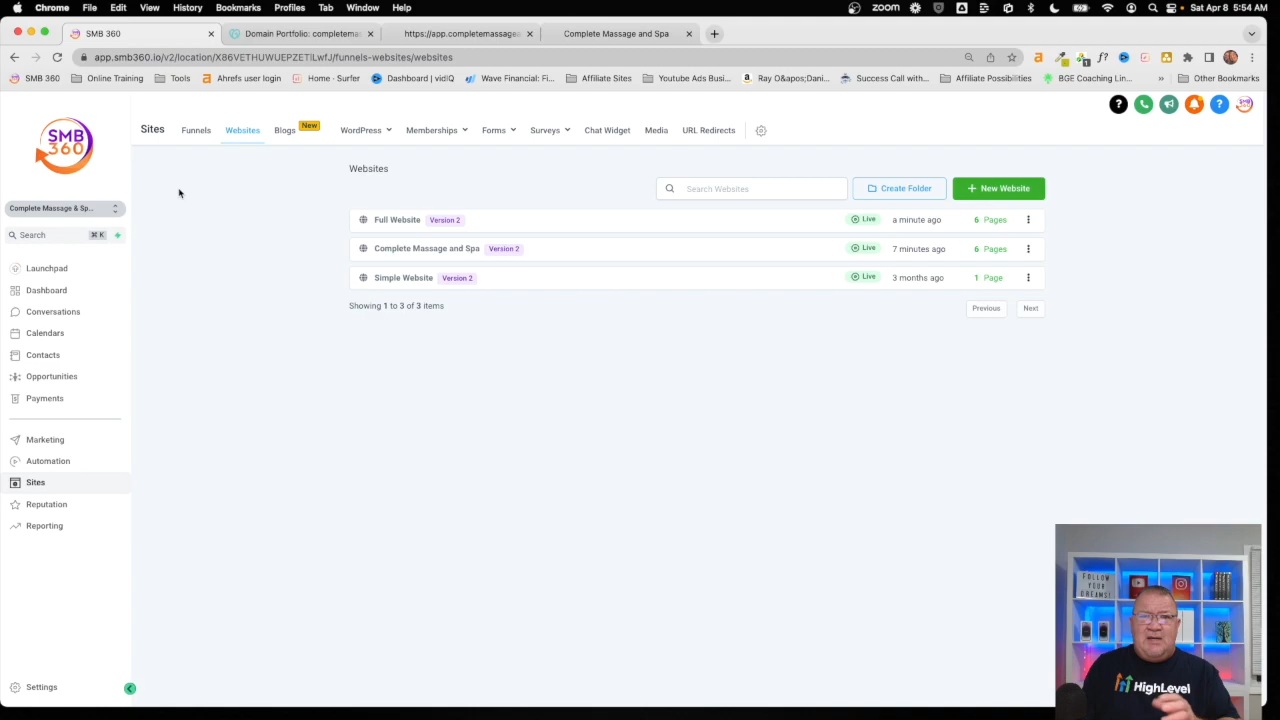 Chrome File Edit View History Bookmarks Profiles Tab Window Help
zoom
Sat Apr 8 5:54 AM
SMB 360
Domain Portfolio: completemas
https://app.completemassagea
Complete Massage and Spa
app.smb360.io/v2/location/X86VETHUWUEPZETiLwfJ/funnels-websites/websites
SMB 360
Online Training
Tools
Ahrefs user login
Home · Surfer
Dashboard | vidIQ
Wave Financial: Fi...
Affiliate Sites
Youtube Ads Busi...
Ray O&apos;Dani...
Success Call with...
Affiliate Possibilities
BGE Coaching Lin...
Other Bookmarks
SMB
360
Complete Massage & Sp...
Search ⌘ K
Launchpad
Dashboard
Conversations
Calendars
Contacts
Opportunities
Payments
Marketing
Automation
Sites
Reputation
Reporting
Settings
Sites
Funnels
Websites
Blogs
New
WordPress
Memberships
Forms
Surveys
Chat Widget
Media
URL Redirects
Websites
Search Websites
Create Folder
+ New Website
Full Website Version 2 Live a minute ago 6 Pages
Complete Massage and Spa Version 2 Live 7 minutes ago 6 Pages
Simple Website Version 2 Live 3 months ago 1 Page
Showing 1 to 3 of 3 items
Previous
Next
FOLLOW
YOUR
DREAMS!
HighLevel